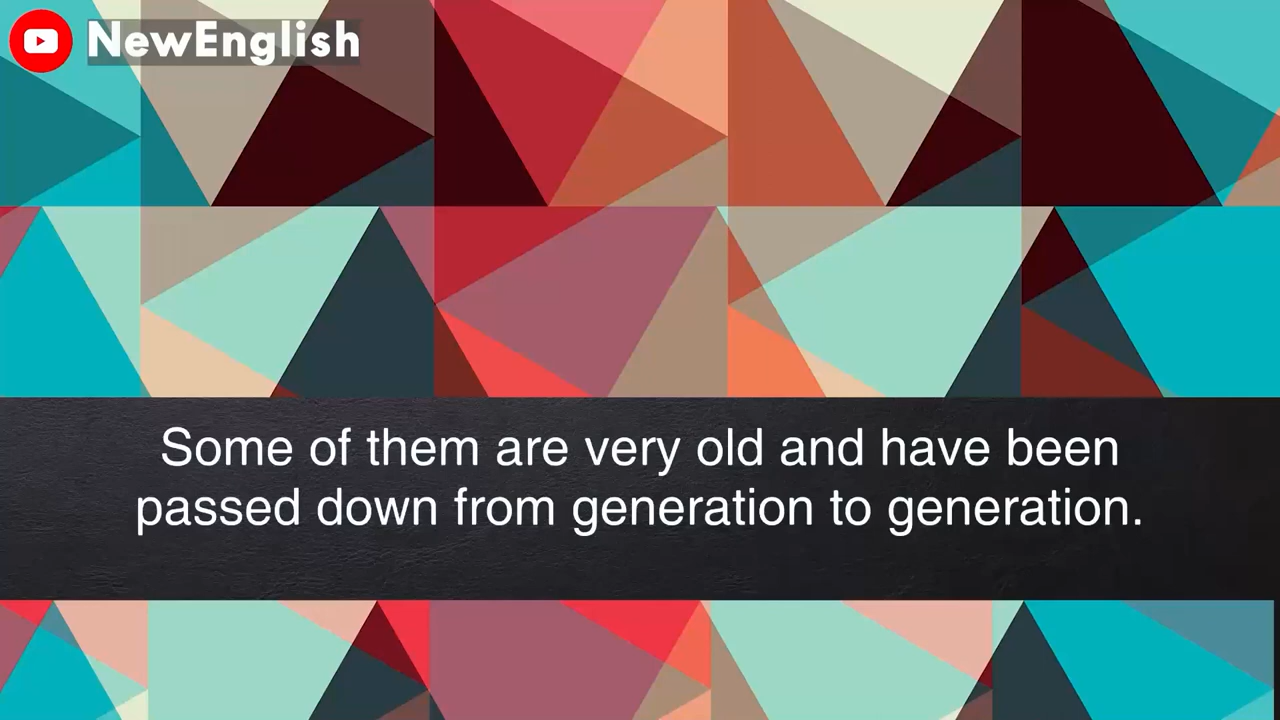 NewEnglish
Some of them are very old and have been
passed down from generation to generation.